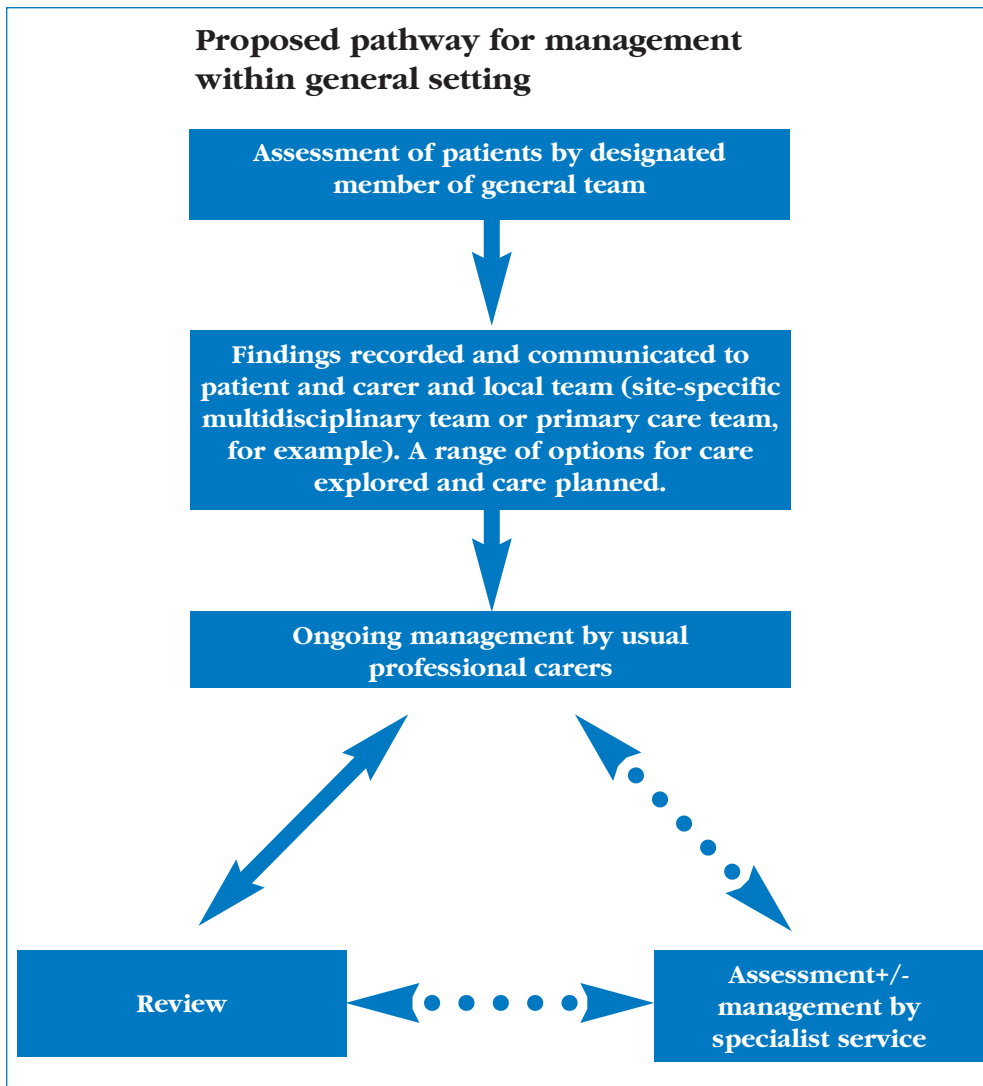 Proposed pathway for management
within general setting
Assessment of patients by designated
member of general team
Findings recorded and communicated to
patient and carer and local team (site-specific
multidisciplinary team or primary care team,
for example). A range of options for care
explored and care planned.
Ongoing management by usual
professional carers
Review
Assessment+/-
management by
specialist service